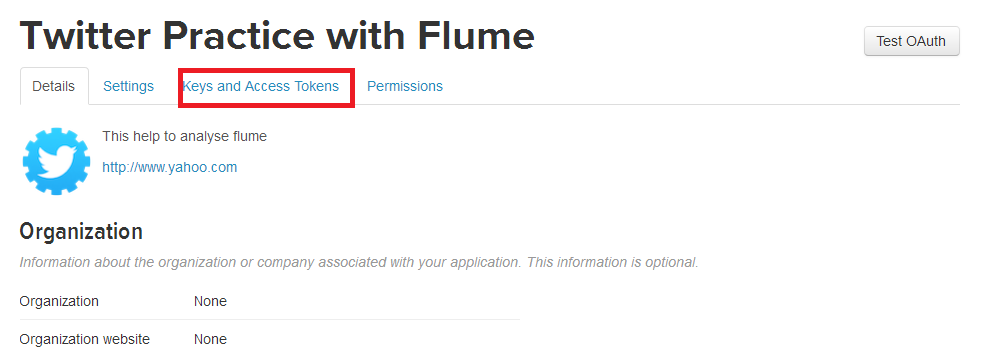 Twitter Practice with Flume
Test OAuth
Details Settings Keys and Access Tokens Permissions
This help to analyse flume
http://www.yahoo.com
Organization
Information about the organization or company associated with your application. This information is optional.
Organization None
Organization website None